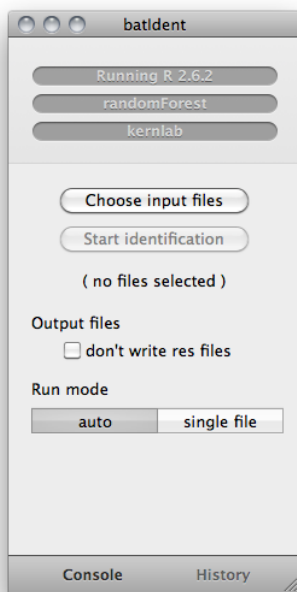 batIdent
Running R 2.6.2
randomForest
kernlab
Choose input files
Start identification
( no files selected )
Output files
don't write res files
Run mode
auto single file
Console History